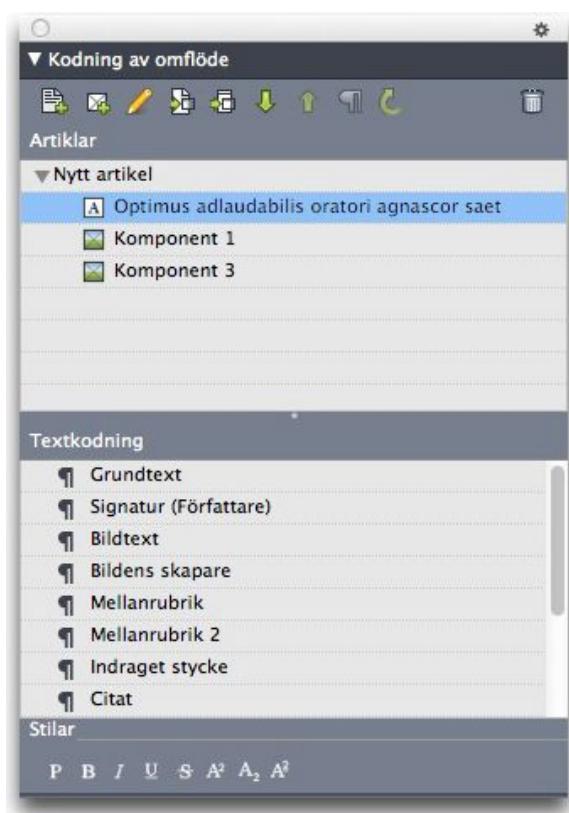 Kodning av omflöde
Artiklar
Nytt artikel
A Optimus adlaudabilis oratori agnascor saet
Komponent 1
Komponent 3
Textkodning
¶ Grundtext
¶ Signatur (Författare)
¶ Bildtext
¶ Bildens skapare
¶ Mellanrubrik
¶ Mellanrubrik 2
¶ Indraget stycke
¶ Citat
Stilar
P B I U S A² A₂ A²